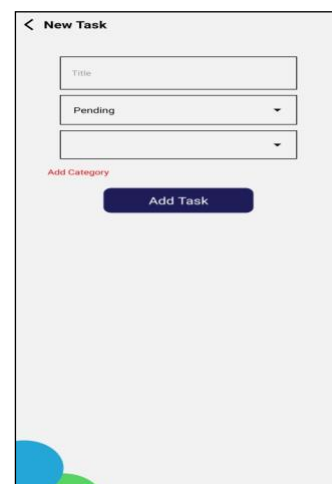 New Task
Title
Pending
Add Category
Add Task